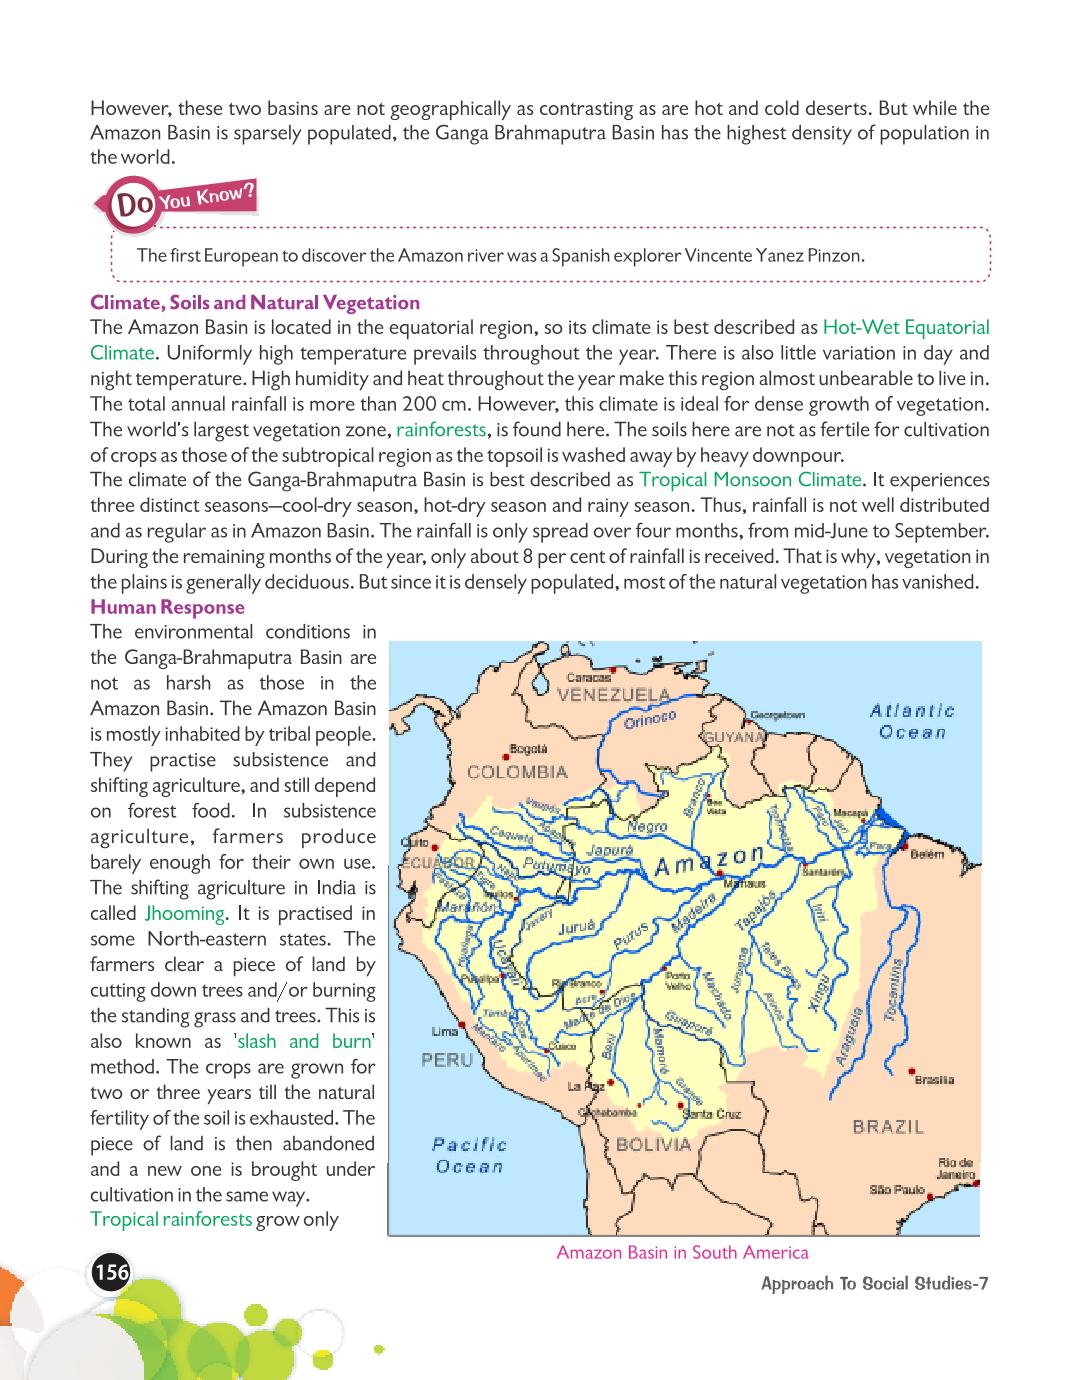 However, these two basins are not geographically as contrasting as are hot and cold deserts. But while the
Amazon Basin is sparsely populated, the Ganga Brahmaputra Basin has the highest density of population in
the world.
Do You Know?
The first European to discover the Amazon river was a Spanish explorer Vincente Yanez Pinzon.
Climate, Soils and Natural Vegetation
The Amazon Basin is located in the equatorial region, so its climate is best described as Hot-Wet Equatorial
Climate. Uniformly high temperature prevails throughout the year. There is also little variation in day and
night temperature. High humidity and heat throughout the year make this region almost unbearable to live in.
The total annual rainfall is more than 200 cm. However, this climate is ideal for dense growth of vegetation.
The world's largest vegetation zone, rainforests, is found here. The soils here are not as fertile for cultivation
of crops as those of the subtropical region as the topsoil is washed away by heavy downpour.
The climate of the Ganga-Brahmaputra Basin is best described as Tropical Monsoon Climate. It experiences
three distinct seasons—cool-dry season, hot-dry season and rainy season. Thus, rainfall is not well distributed
and as regular as in Amazon Basin. The rainfall is only spread over four months, from mid-June to September.
During the remaining months of the year, only about 8 per cent of rainfall is received. That is why, vegetation in
the plains is generally deciduous. But since it is densely populated, most of the natural vegetation has vanished.
Human Response
The environmental conditions in
the Ganga-Brahmaputra Basin are
not as harsh as those in the
Amazon Basin. The Amazon Basin
is mostly inhabited by tribal people.
They practise subsistence and
shifting agriculture, and still depend
on forest food. In subsistence
agriculture, farmers produce
barely enough for their own use.
The shifting agriculture in India is
called Jhooming. It is practised in
some North-eastern states. The
farmers clear a piece of land by
cutting down trees and/or burning
the standing grass and trees. This is
also known as 'slash and burn'
method. The crops are grown for
two or three years till the natural
fertility of the soil is exhausted. The
piece of land is then abandoned
and a new one is brought under
cultivation in the same way.
Tropical rainforests grow only
Caracas
VENEZUELA
Orinoco
Georgetown
GUYANA
Atlantic
Ocean
Bogotá
COLOMBIA
Vaupés
Branco
Boa
Vista
Trombetas
Paru
Jari
Macapá
Pará
Belém
Quito
ECUADOR
Caquetá
Apaporis
Negro
Japurá
Putumayo
Napo
Amazon
Manaus
Santarém
Iquitos
Marañón
Javary
Juruá
Purus
Madeira
Tapajós
Iriri
Huallaga
Ucayali
Pucallpa
Rio Branco
Acre
Madre de Dios
Porto
Velho
Machado
Juruena
Teles Pires
Arinos
Xingu
Araguaia
Tocantins
Lima
PERU
Tambo
Mantaro
Apurímac
Cusco
Beni
Mamoré
Guaporé
Grande
La Paz
Cochabamba
Santa Cruz
BOLIVIA
Brasília
BRAZIL
Pacific
Ocean
Rio de
Janeiro
São Paulo
Amazon Basin in South America
156
Approach To Social Studies-7